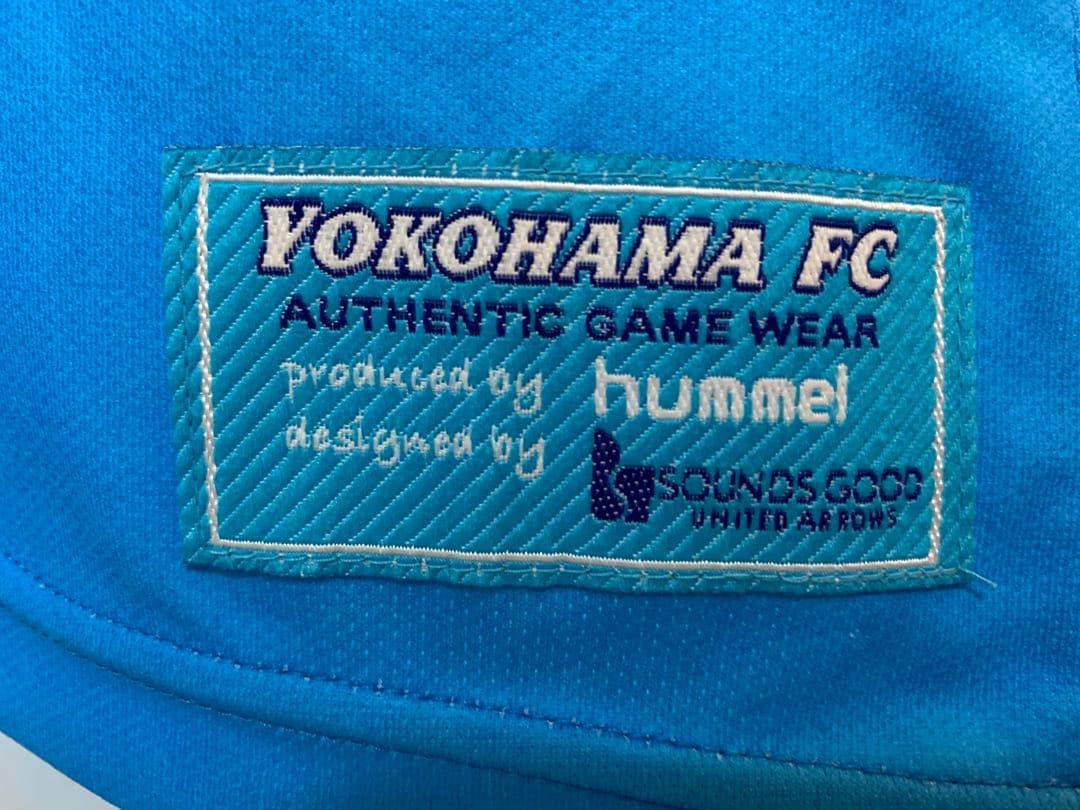 YOKOHAMA FC
AUTHENTIC GAME WEAR
produced by hummel
designed by SOUNDS GOOD
UNITED ARROWS